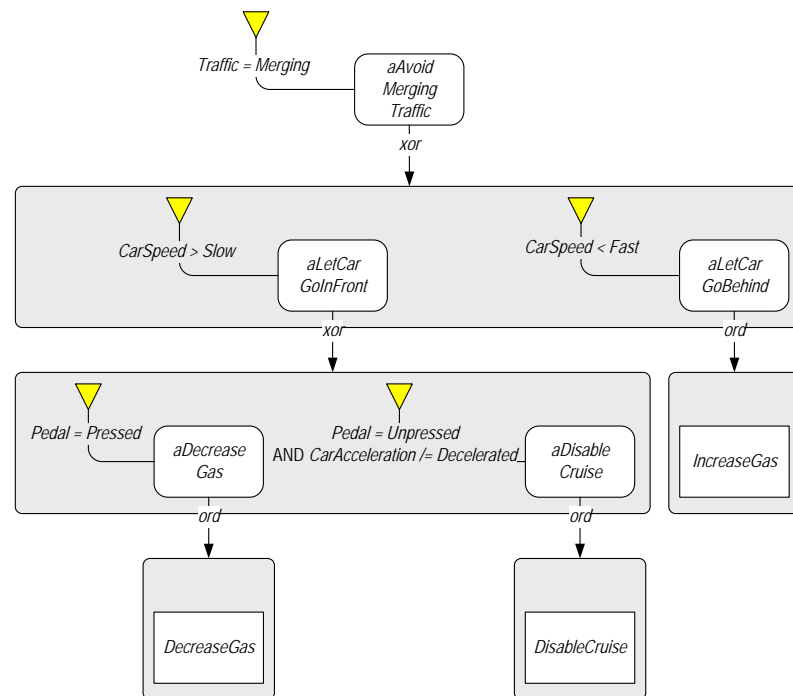 Traffic = Merging
aAvoid
Merging
Traffic
xor
CarSpeed > Slow
aLetCar
GoInFront
CarSpeed < Fast
aLetCar
GoBehind
xor
ord
Pedal = Pressed
aDecrease
Gas
Pedal = Unpressed
AND CarAcceleration /= Decelerated
aDisable
Cruise
IncreaseGas
ord
ord
DecreaseGas
DisableCruise